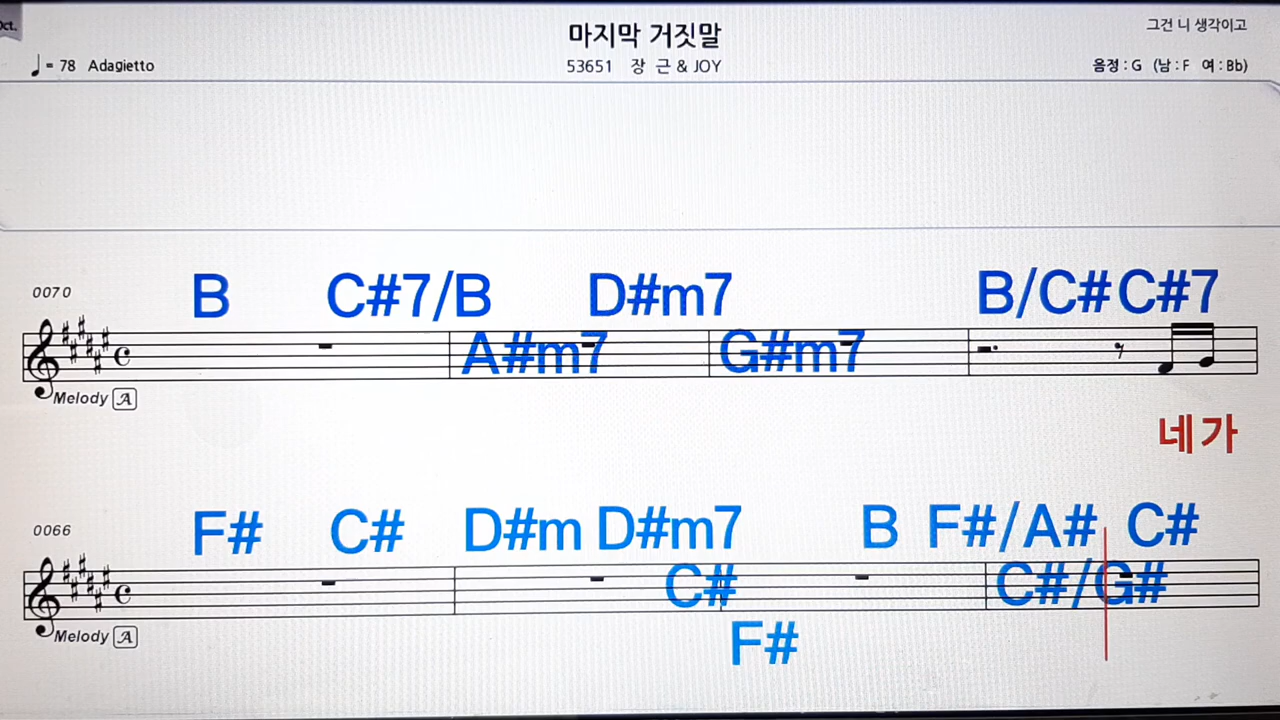 Oct.
마지막 거짓말
그건 니 생각이고
= 78 Adagietto
53651 장 근 & JOY
음정 : G (남 : F 여 : Bb)
B C#7/B D#m7 B/C# C#7
0070
A#m7 G#m7
Melody A
네가
F# C# D#m D#m7 B F#/A# C#
0066
C# C#/G#
Melody A
F#